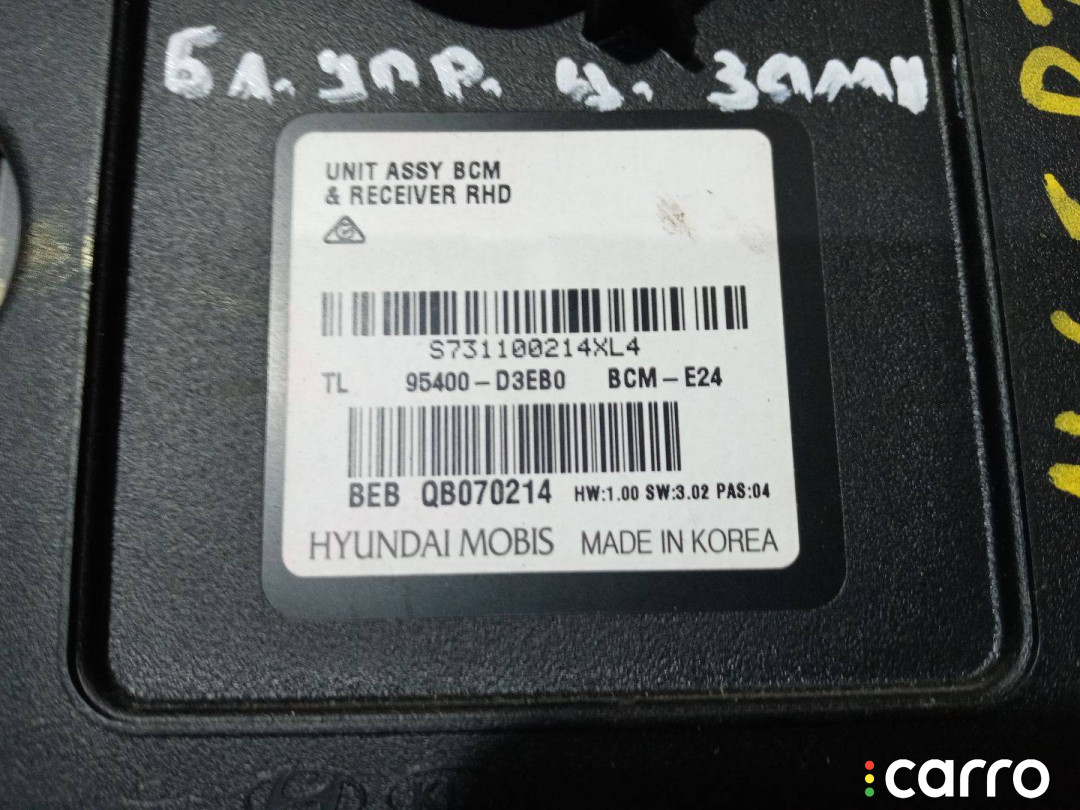 Бл. упр. ц. замк
UNIT ASSY BCM
& RECEIVER RHD
S731100214XL4
TL 95400-D3EB0 BCM-E24
BEB QB070214 HW:1.00 SW:3.02 PAS:04
HYUNDAI MOBIS MADE IN KOREA
carro